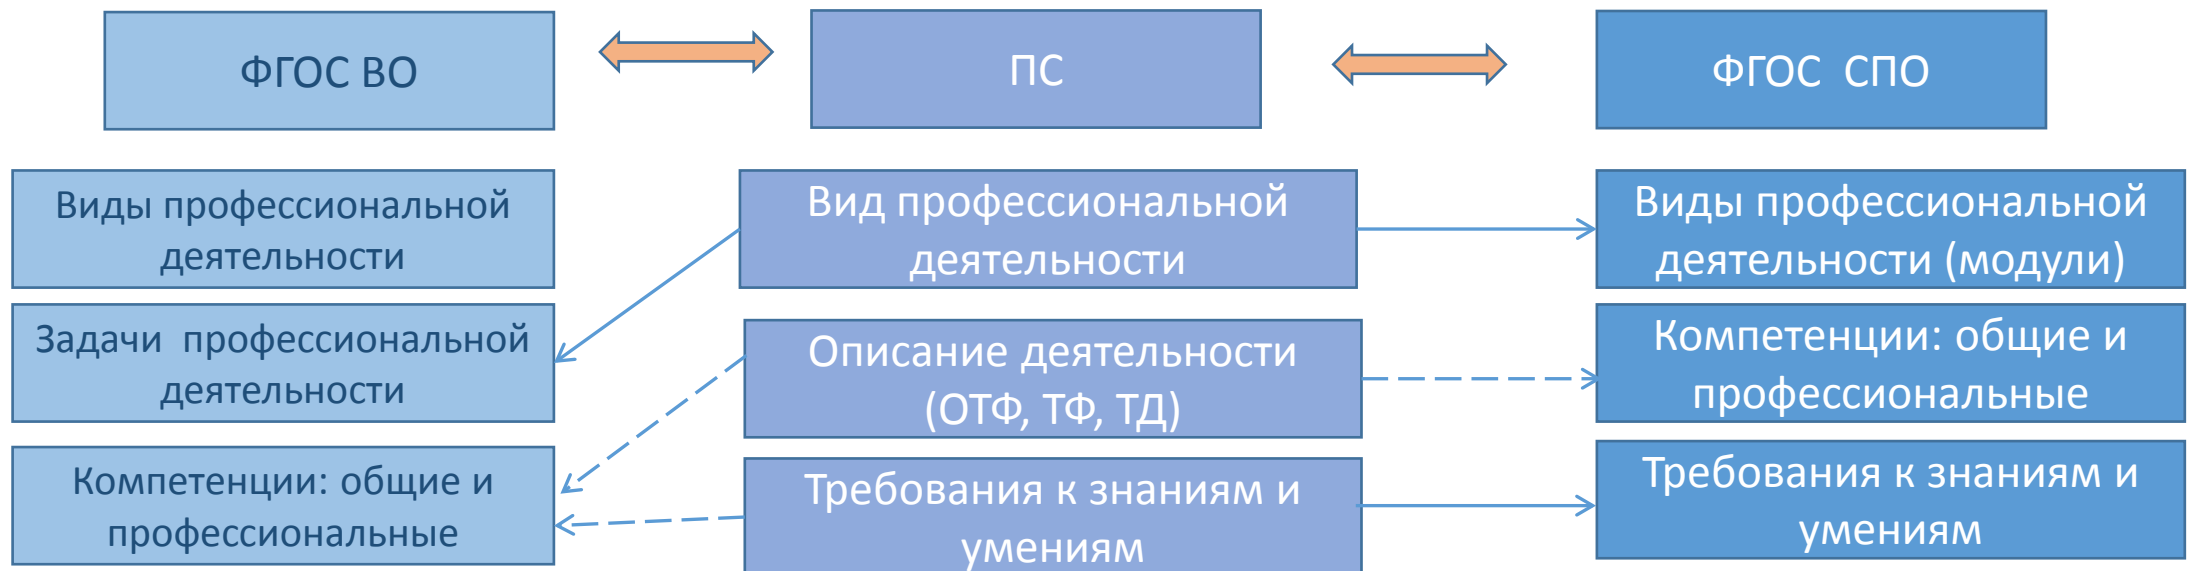 ФГОС ВО
ПС
ФГОС СПО
Виды профессиональной
деятельности
Вид профессиональной
деятельности
Виды профессиональной
деятельности (модули)
Задачи профессиональной
деятельности
Описание деятельности
(ОТФ, ТФ, ТД)
Компетенции: общие и
профессиональные
Компетенции: общие и
профессиональные
Требования к знаниям и
умениям
Требования к знаниям и
умениям